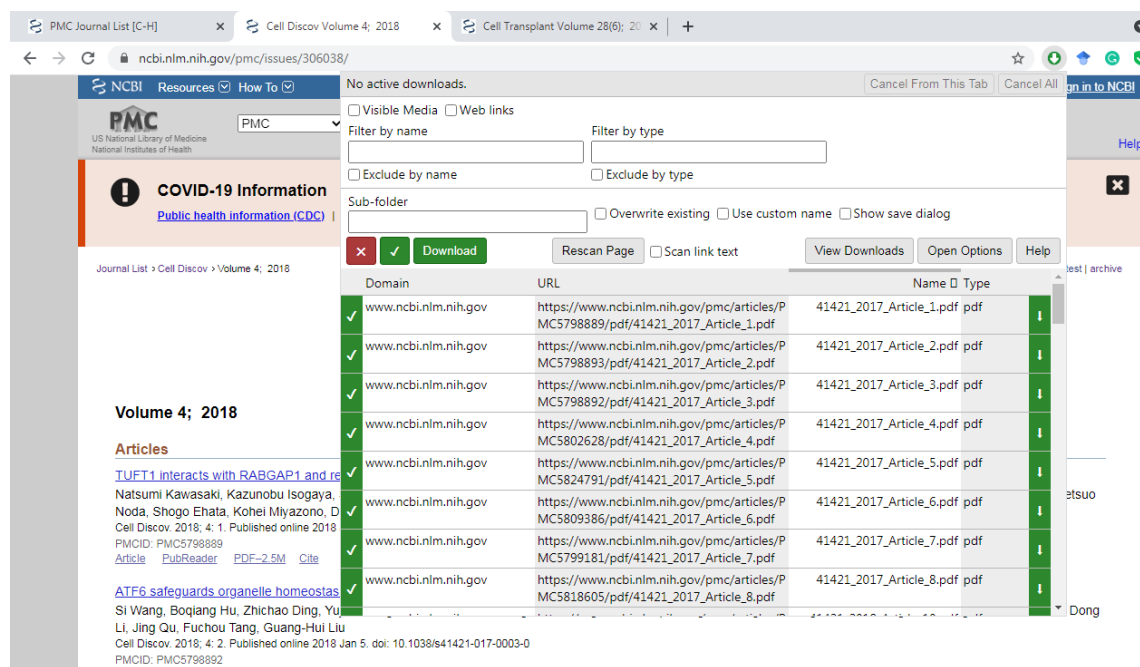 PMC Journal List [C-H]
Cell Discov Volume 4; 2018
Cell Transplant Volume 28(6); 20
ncbi.nlm.nih.gov/pmc/issues/306038/
NCBI Resources How To
gn in to NCBI
PMC
US National Library of Medicine
National Institutes of Health
PMC
Help
COVID-19 Information
Public health information (CDC) |
Journal List > Cell Discov > Volume 4; 2018
test | archive
No active downloads.
Cancel From This Tab
Cancel All
Visible Media
Web links
Filter by name
Filter by type
Exclude by name
Exclude by type
Sub-folder
Overwrite existing
Use custom name
Show save dialog
Download
Rescan Page
Scan link text
View Downloads
Open Options
Help
Domain URL Name Type
www.ncbi.nlm.nih.gov https://www.ncbi.nlm.nih.gov/pmc/articles/P 41421_2017_Article_1.pdf pdf
MC5798889/pdf/41421_2017_Article_1.pdf
www.ncbi.nlm.nih.gov https://www.ncbi.nlm.nih.gov/pmc/articles/P 41421_2017_Article_2.pdf pdf
MC5798893/pdf/41421_2017_Article_2.pdf
www.ncbi.nlm.nih.gov https://www.ncbi.nlm.nih.gov/pmc/articles/P 41421_2017_Article_3.pdf pdf
MC5798892/pdf/41421_2017_Article_3.pdf
www.ncbi.nlm.nih.gov https://www.ncbi.nlm.nih.gov/pmc/articles/P 41421_2017_Article_4.pdf pdf
MC5802628/pdf/41421_2017_Article_4.pdf
www.ncbi.nlm.nih.gov https://www.ncbi.nlm.nih.gov/pmc/articles/P 41421_2017_Article_5.pdf pdf
MC5824791/pdf/41421_2017_Article_5.pdf
www.ncbi.nlm.nih.gov https://www.ncbi.nlm.nih.gov/pmc/articles/P 41421_2017_Article_6.pdf pdf
MC5809386/pdf/41421_2017_Article_6.pdf
www.ncbi.nlm.nih.gov https://www.ncbi.nlm.nih.gov/pmc/articles/P 41421_2017_Article_7.pdf pdf
MC5799181/pdf/41421_2017_Article_7.pdf
www.ncbi.nlm.nih.gov https://www.ncbi.nlm.nih.gov/pmc/articles/P 41421_2017_Article_8.pdf pdf
MC5818605/pdf/41421_2017_Article_8.pdf
Volume 4; 2018
Articles
TUFT1 interacts with RABGAP1 and re
Natsumi Kawasaki, Kazunobu Isogaya, etsuo
Noda, Shogo Ehata, Kohei Miyazono, D
Cell Discov. 2018; 4: 1. Published online 2018
PMCID: PMC5798889
Article PubReader PDF–2.5M Cite
ATF6 safeguards organelle homeostas
Si Wang, Boqiang Hu, Zhichao Ding, Yu Dong
Li, Jing Qu, Fuchou Tang, Guang-Hui Liu
Cell Discov. 2018; 4: 2. Published online 2018 Jan 5. doi: 10.1038/s41421-017-0003-0
PMCID: PMC5798892